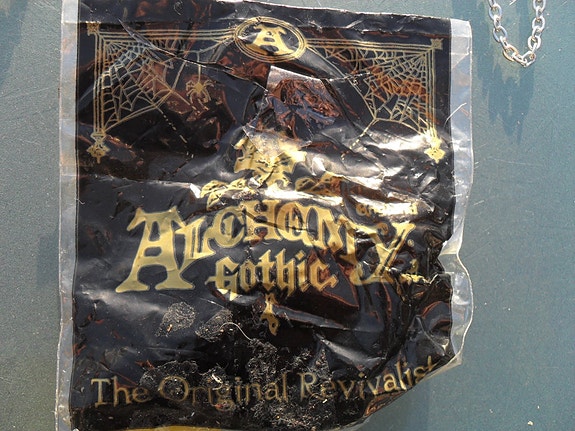 A
ALCHEMY
Gothic
The Original Revivalist